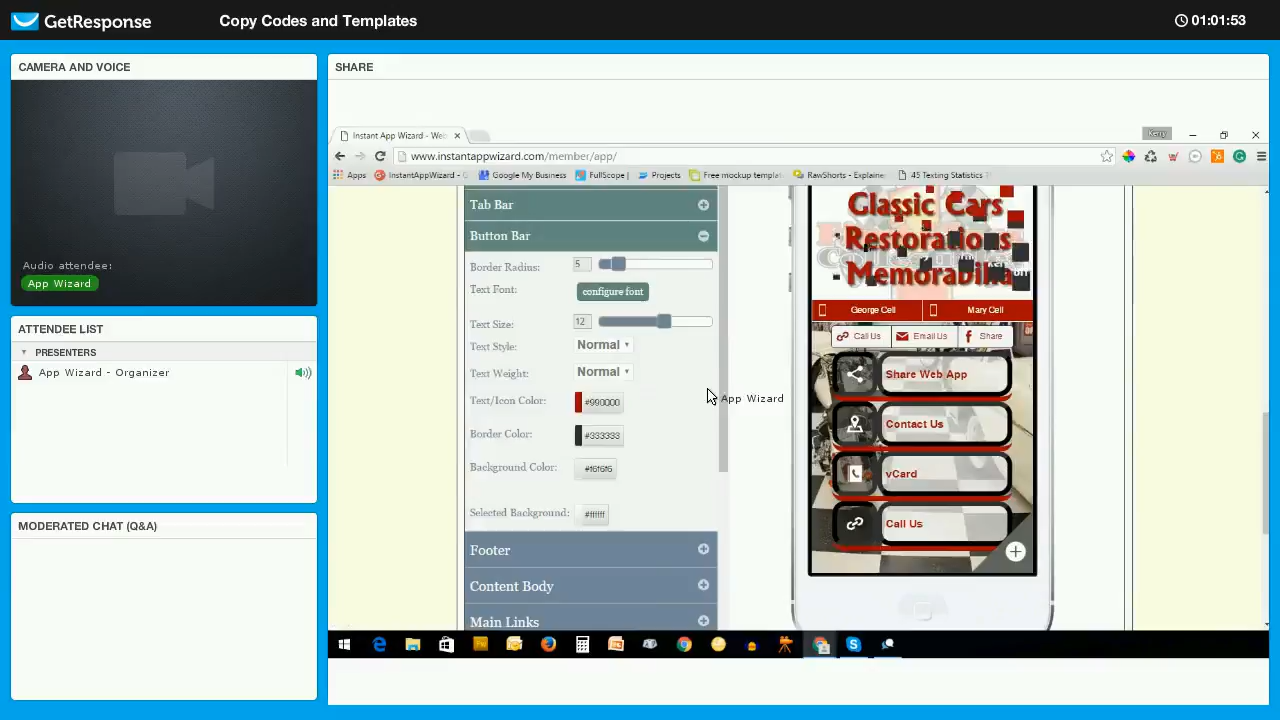 GetResponse
Copy Codes and Templates
01:01:53
CAMERA AND VOICE
Audio attendee:
App Wizard
ATTENDEE LIST
PRESENTERS
App Wizard - Organizer
MODERATED CHAT (Q&A)
SHARE
Instant App Wizard - Web
Kerry
www.instantappwizard.com/member/app/
Apps
InstantAppWizard - G
Google My Business
FullScope |
Projects
Free mockup templat
RawShorts - Explaine
45 Texting Statistics T
Tab Bar
Button Bar
Border Radius: 5
Text Font: configure font
Text Size: 12
Text Style: Normal
Text Weight: Normal
Text/Icon Color: #990000
Border Color: #333333
Background Color: #f6f6f6
Selected Background: #ffffff
Footer
Content Body
Main Links
App Wizard
Classic Cars
Restorations
Memorabilia
George Cell
Mary Cell
Call Us
Email Us
Share
Share Web App
Contact Us
vCard
Call Us